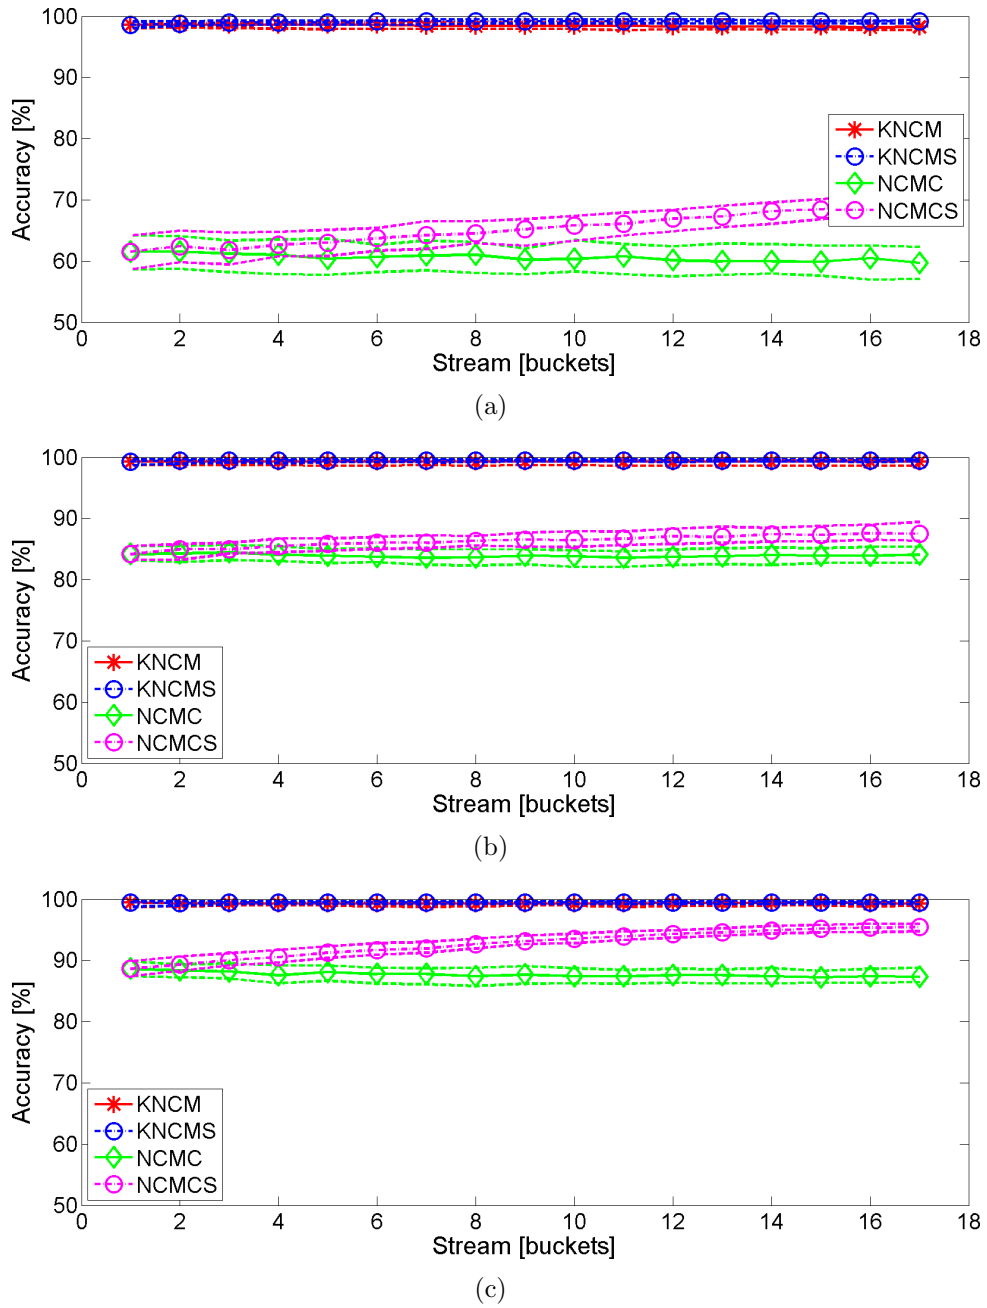 100
90
80
70
60
50
Accuracy [%]
KNCM
KNCMS
NCMC
NCMCS
0 2 4 6 8 10 12 14 16 18
Stream [buckets]
(a)
100
90
80
70
60
50
Accuracy [%]
KNCM
KNCMS
NCMC
NCMCS
0 2 4 6 8 10 12 14 16 18
Stream [buckets]
(b)
100
90
80
70
60
50
Accuracy [%]
KNCM
KNCMS
NCMC
NCMCS
0 2 4 6 8 10 12 14 16 18
Stream [buckets]
(c)